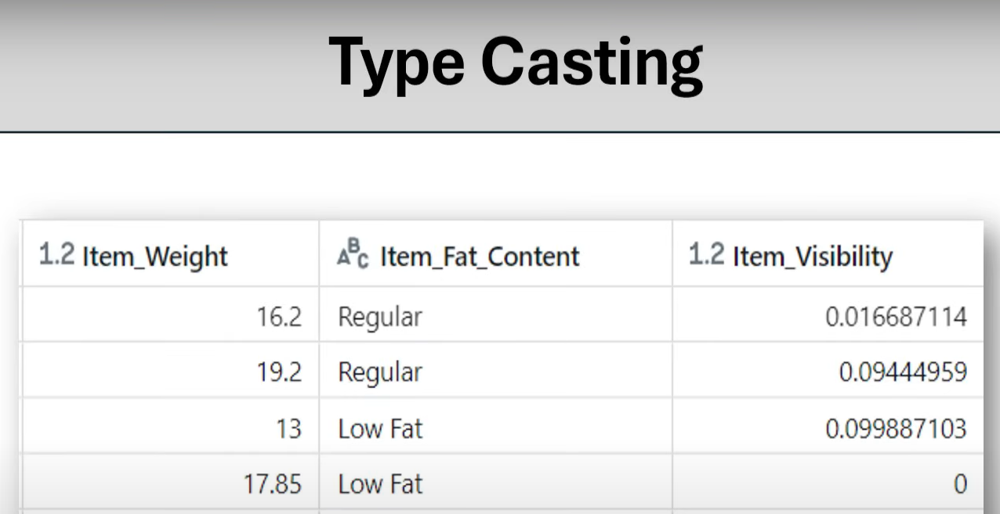 Type Casting
1.2 Item_Weight ABC Item_Fat_Content 1.2 Item_Visibility
16.2 Regular 0.016687114
19.2 Regular 0.09444959
13 Low Fat 0.099887103
17.85 Low Fat 0